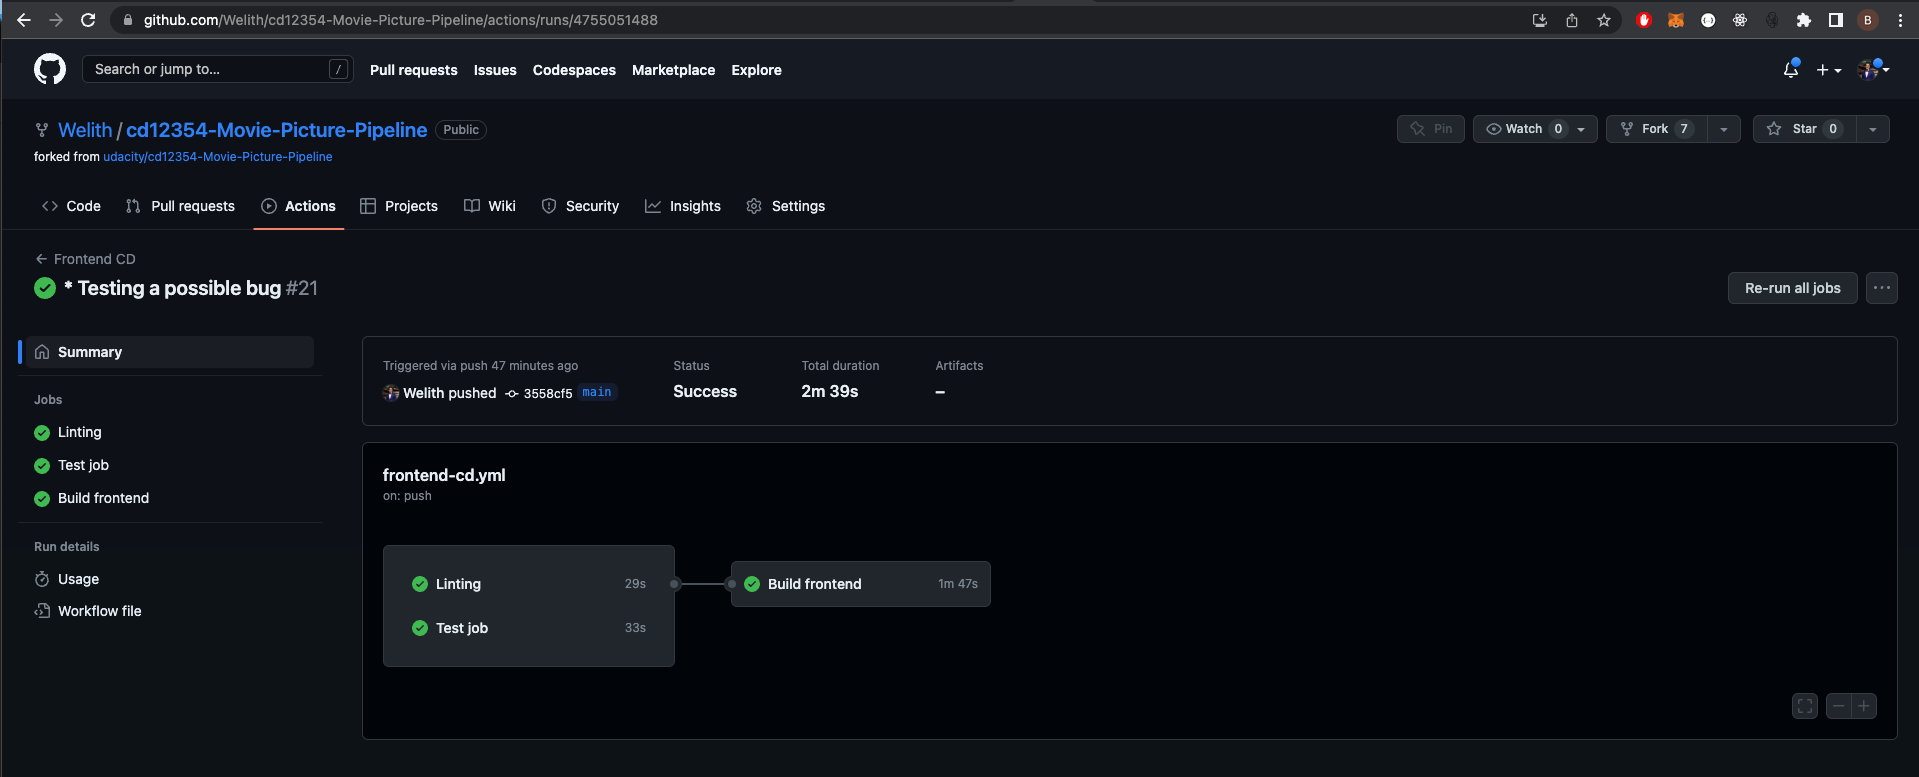 github.com/Welith/cd12354-Movie-Picture-Pipeline/actions/runs/4755051488
B
Search or jump to... /
Pull requests Issues Codespaces Marketplace Explore
Welith / cd12354-Movie-Picture-Pipeline Public
Pin Watch 0 Fork 7 Star 0
forked from udacity/cd12354-Movie-Picture-Pipeline
Code Pull requests Actions Projects Wiki Security Insights Settings
Frontend CD
* Testing a possible bug #21
Re-run all jobs
Summary
Jobs
Linting
Test job
Build frontend
Run details
Usage
Workflow file
Triggered via push 47 minutes ago
Welith pushed 3558cf5 main
Status
Success
Total duration
2m 39s
Artifacts
–
frontend-cd.yml
on: push
Linting 29s
Test job 33s
Build frontend 1m 47s